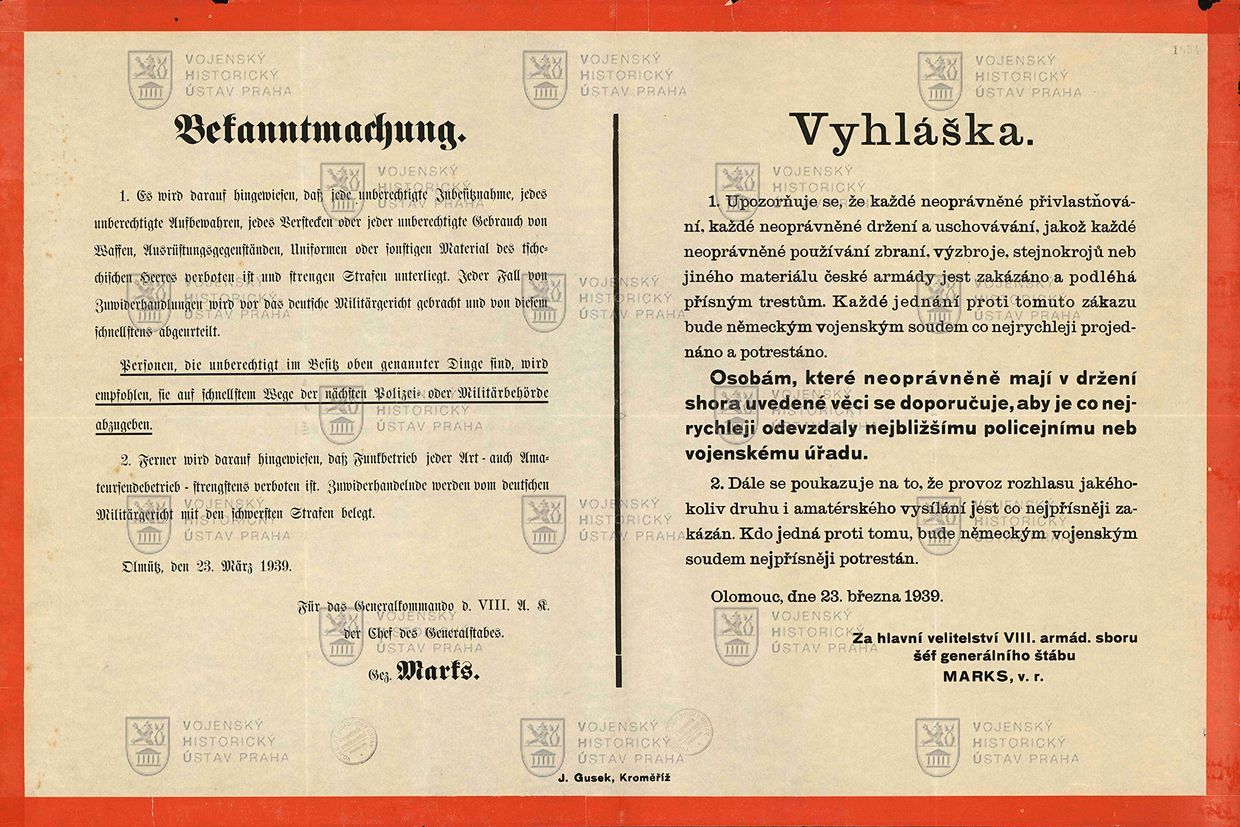 Bekanntmachung.
1. Es wird darauf hingewiesen, daß jede unberechtigte Inbesitznahme, jedes
unberechtigte Aufbewahren, jedes Verstecken oder jeder unberechtigte Gebrauch von
Waffen, Ausrüstungsgegenständen, Uniformen oder sonstigen Material des tsche-
chischen Heeres verboten ist und strengen Strafen unterliegt. Jeder Fall von
Zuwiderhandlungen wird vor das deutsche Militärgericht gebracht und von diesem
schnellstens abgeurteilt.
Personen, die unberechtigt im Besitz oben genannter Dinge sind, wird
empfohlen, sie auf schnellstem Wege der nächsten Polizei- oder Militärbehörde
abzugeben.
2. Ferner wird darauf hingewiesen, daß Funkbetrieb jeder Art - auch Ama-
teursendebetrieb - strengstens verboten ist. Zuwiderhandelnde werden vom deutschen
Militärgericht mit den schwersten Strafen belegt.
Olmütz, den 23. März 1939.
Für das Generalkommando d. VIII. A. K.
der Chef des Generalstabes.
Gez. Marks.
Vyhláška.
1. Upozorňuje se, že každé neoprávněné přivlastňová-
ní, každé neoprávněné držení a uschovávání, jakož každé
neoprávněné používání zbraní, výzbroje, stejnokrojů neb
jiného materiálu české armády jest zakázáno a podléhá
přísným trestům. Každé jednání proti tomuto zákazu
bude německým vojenským soudem co nejrychleji projed-
náno a potrestáno.
Osobám, které neoprávněně mají v držení
shora uvedené věci se doporučuje, aby je co nej-
rychleji odevzdaly nejbližšímu policejnímu neb
vojenskému úřadu.
2. Dále se poukazuje na to, že provoz rozhlasu jakého-
koliv druhu i amatérského vysílání jest co nejpřísněji za-
kázán. Kdo jedná proti tomu, bude německým vojenským
soudem nejpřísněji potrestán.
Olomouc, dne 23. března 1939.
Za hlavní velitelství VIII. armád. sboru
šéf generálního štábu
MARKS, v. r.
J. Gusek, Kroměříž
VOJENSKÝ
HISTORICKÝ
ÚSTAV PRAHA